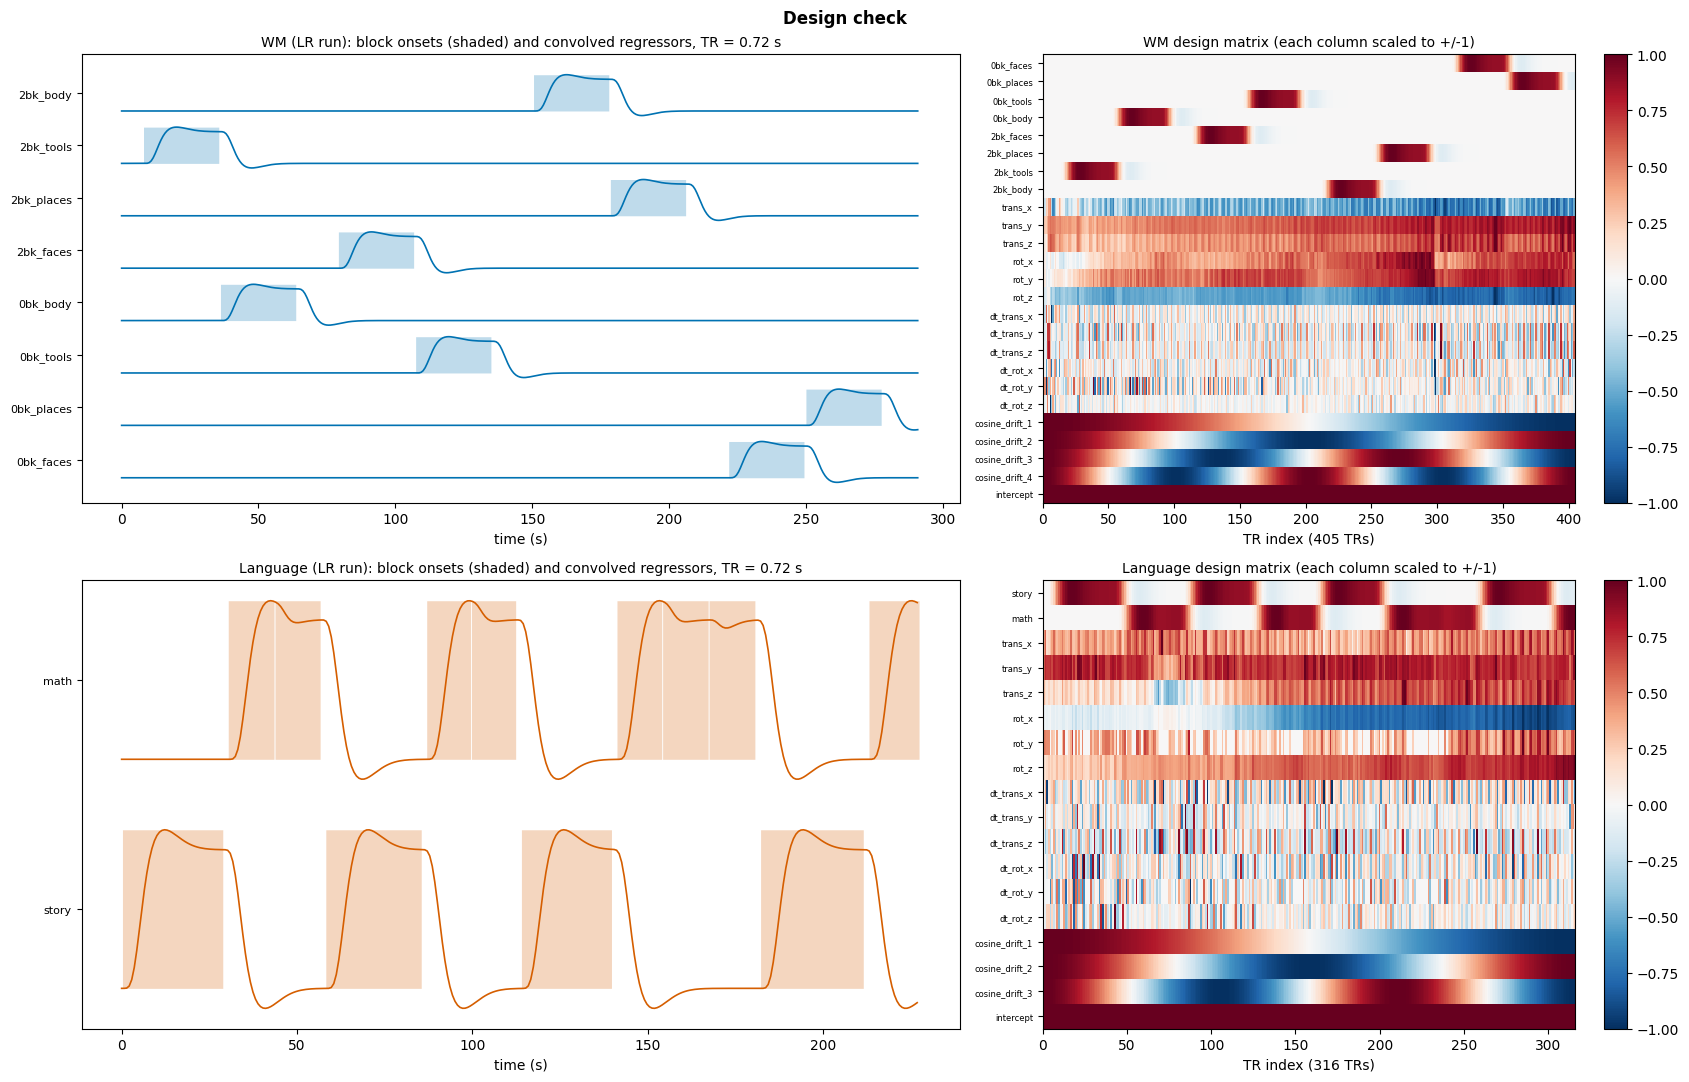 Design check
WM (LR run): block onsets (shaded) and convolved regressors, TR = 0.72 s
2bk_body
2bk_tools
2bk_places
2bk_faces
0bk_body
0bk_tools
0bk_places
0bk_faces
0 50 100 150 200 250 300
time (s)
WM design matrix (each column scaled to +/-1)
0bk_faces
0bk_places
0bk_tools
0bk_body
2bk_faces
2bk_places
2bk_tools
2bk_body
trans_x
trans_y
trans_z
rot_x
rot_y
rot_z
dt_trans_x
dt_trans_y
dt_trans_z
dt_rot_x
dt_rot_y
dt_rot_z
cosine_drift_1
cosine_drift_2
cosine_drift_3
cosine_drift_4
intercept
0 50 100 150 200 250 300 350 400
TR index (405 TRs)
1.00
0.75
0.50
0.25
0.00
−0.25
−0.50
−0.75
−1.00
Language (LR run): block onsets (shaded) and convolved regressors, TR = 0.72 s
math
story
0 50 100 150 200
time (s)
Language design matrix (each column scaled to +/-1)
story
math
trans_x
trans_y
trans_z
rot_x
rot_y
rot_z
dt_trans_x
dt_trans_y
dt_trans_z
dt_rot_x
dt_rot_y
dt_rot_z
cosine_drift_1
cosine_drift_2
cosine_drift_3
intercept
0 50 100 150 200 250 300
TR index (316 TRs)
1.00
0.75
0.50
0.25
0.00
−0.25
−0.50
−0.75
−1.00